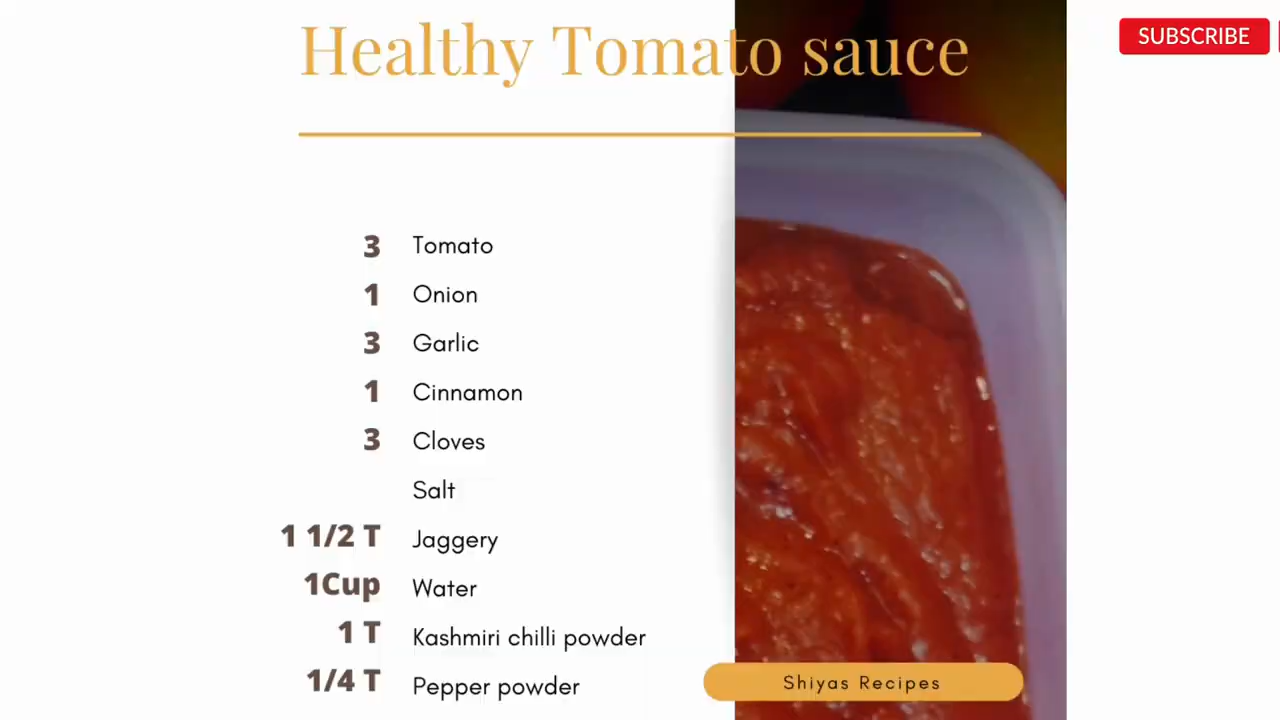 Healthy Tomato sauce
SUBSCRIBE
3 Tomato
1 Onion
3 Garlic
1 Cinnamon
3 Cloves
Salt
1 1/2 T Jaggery
1Cup Water
1 T Kashmiri chilli powder
1/4 T Pepper powder
Shiyas Recipes